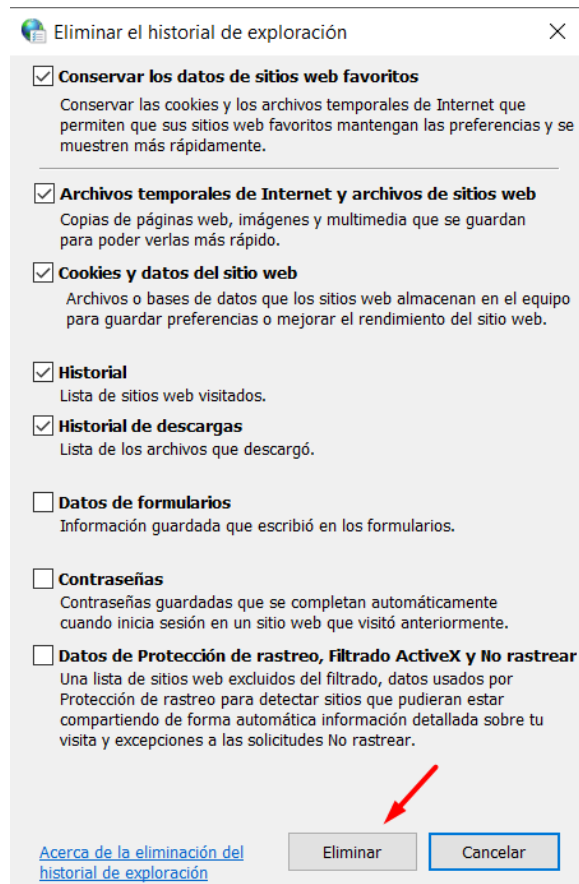 Eliminar el historial de exploración
Conservar los datos de sitios web favoritos
Conservar las cookies y los archivos temporales de Internet que
permiten que sus sitios web favoritos mantengan las preferencias y se
muestren más rápidamente.
Archivos temporales de Internet y archivos de sitios web
Copias de páginas web, imágenes y multimedia que se guardan
para poder verlas más rápido.
Cookies y datos del sitio web
Archivos o bases de datos que los sitios web almacenan en el equipo
para guardar preferencias o mejorar el rendimiento del sitio web.
Historial
Lista de sitios web visitados.
Historial de descargas
Lista de los archivos que descargó.
Datos de formularios
Información guardada que escribió en los formularios.
Contraseñas
Contraseñas guardadas que se completan automáticamente
cuando inicia sesión en un sitio web que visitó anteriormente.
Datos de Protección de rastreo, Filtrado ActiveX y No rastrear
Una lista de sitios web excluidos del filtrado, datos usados por
Protección de rastreo para detectar sitios que pudieran estar
compartiendo de forma automática información detallada sobre tu
visita y excepciones a las solicitudes No rastrear.
Acerca de la eliminación del
historial de exploración
Eliminar
Cancelar